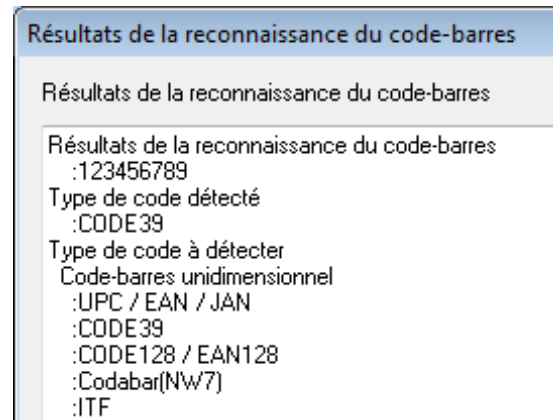 Résultats de la reconnaissance du code-barres
Résultats de la reconnaissance du code-barres
Résultats de la reconnaissance du code-barres
:123456789
Type de code détecté
:CODE39
Type de code à détecter
Code-barres unidimensionnel
:UPC / EAN / JAN
:CODE39
:CODE128 / EAN128
:Codabar(NW7)
:ITF